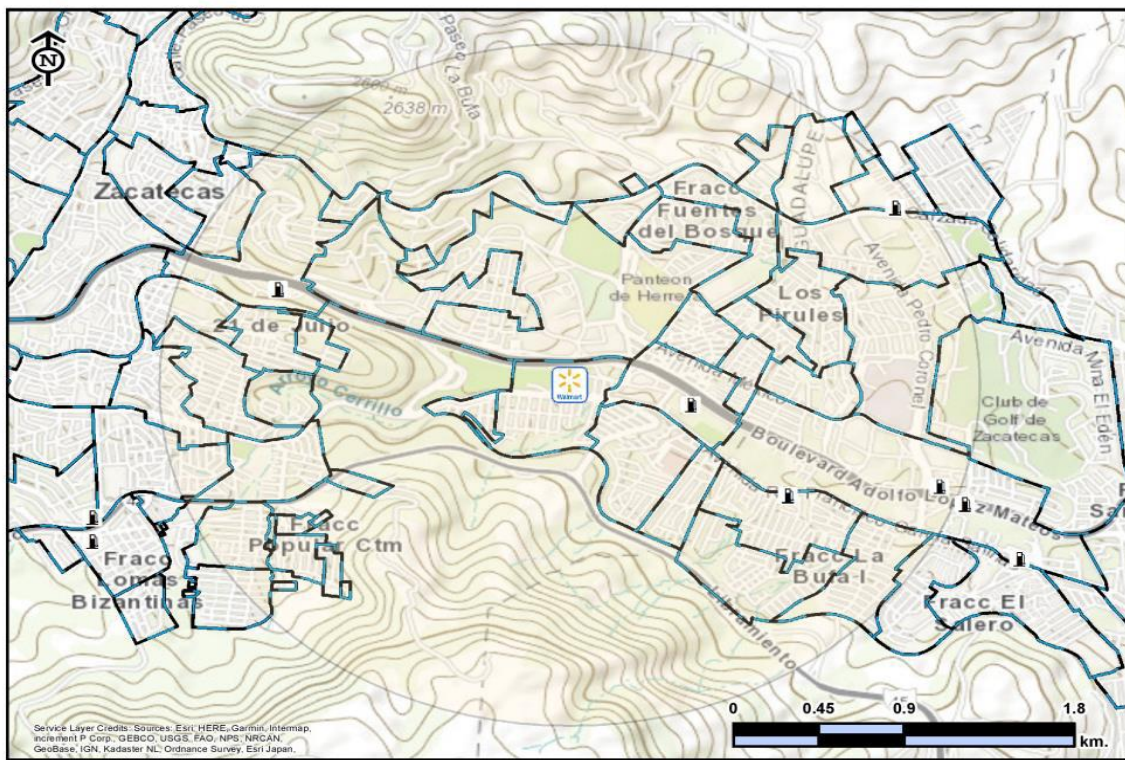 N
Paseo La Bufa
2600 m
2638 m
GUADALUPE
Zacatecas
Fracc
Fuentes
del Bosque
Panteon
de Herrera
Los
Pirules
Avenida Pedro Coronel
Avenida Mina El Edén
21 de Julio
Arroyo Cerrillo
Walmart
Avenida México
Club de
Golf de
Zacatecas
Boulevard Adolfo López Mateos
Fracc
Popular Ctm
Fracc
Lomas
Bizantinas
Fracc La
Bufa I
Fracc El
Salero
Libramiento
45
0 0.45 0.9 1.8
km.
Service Layer Credits: Sources: Esri, HERE, Garmin, Intermap,
increment P Corp., GEBCO, USGS, FAO, NPS, NRCAN,
GeoBase, IGN, Kadaster NL, Ordnance Survey, Esri Japan,